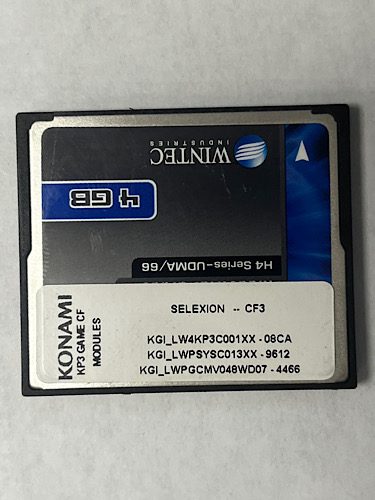 WINTEC
INDUSTRIES
4 GB
H4 Series-UDMA/66
KONAMI
KP3 GAME CF
MODULES
SELEXION -- CF3
KGI_LW4KP3C001XX - 08CA
KGI_LWPSYSC013XX - 9612
KGI_LWPGCMV048WD07 - 4466